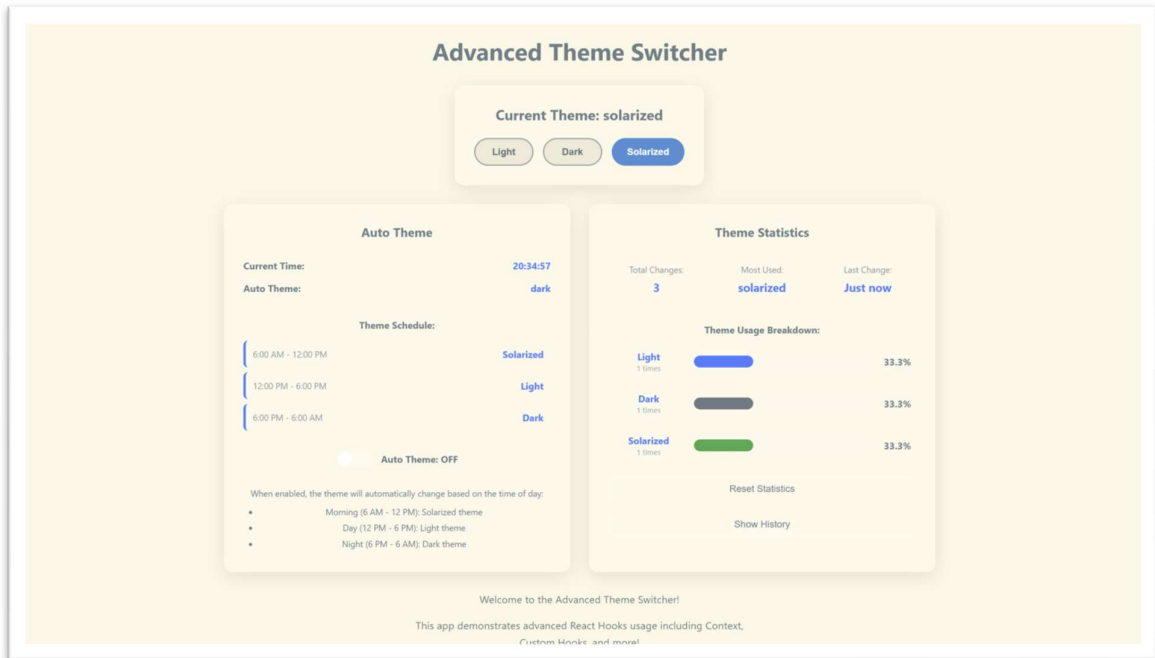 Advanced Theme Switcher
Current Theme: solarized
Light Dark Solarized
Auto Theme
Current Time: 20:34:57
Auto Theme: dark
Theme Schedule:
6:00 AM - 12:00 PM Solarized
12:00 PM - 6:00 PM Light
6:00 PM - 6:00 AM Dark
Auto Theme: OFF
When enabled, the theme will automatically change based on the time of day:
• Morning (6 AM - 12 PM): Solarized theme
• Day (12 PM - 6 PM): Light theme
• Night (6 PM - 6 AM): Dark theme
Theme Statistics
Total Changes: Most Used: Last Change:
3 solarized Just now
Theme Usage Breakdown:
Light
1 times
33.3%
Dark
1 times
33.3%
Solarized
1 times
33.3%
Reset Statistics
Show History
Welcome to the Advanced Theme Switcher!
This app demonstrates advanced React Hooks usage including Context,
Custom Hooks, and more!